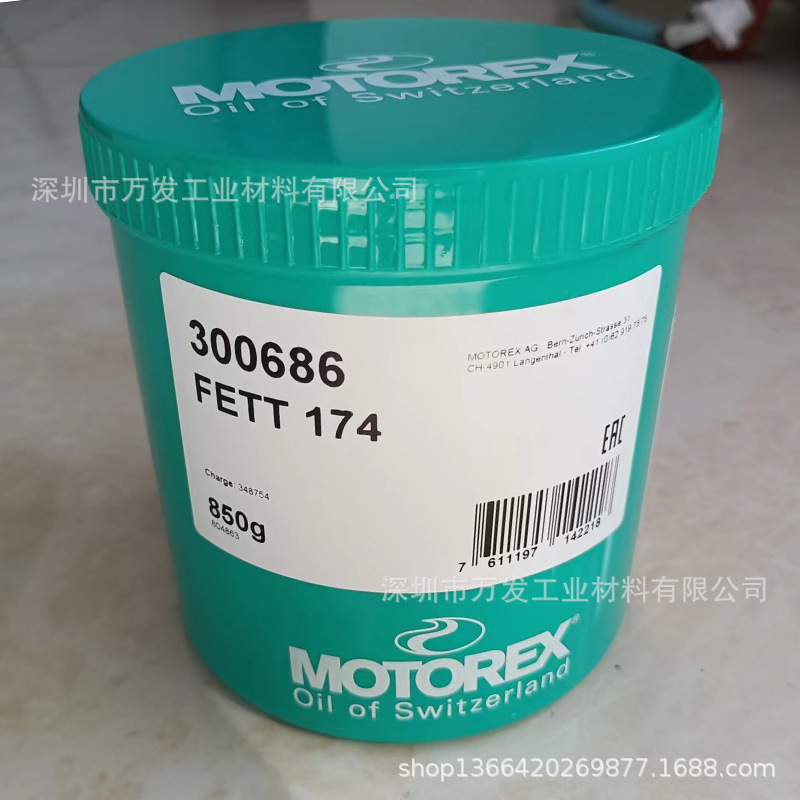 MOTOREX®
Oil of Switzerland
深圳市万发工业材料有限公司
300686
FETT 174
MOTOREX AG Bern-Zürich-Strasse 31
CH-4901 Langenthal · Tel. +41 (0)62 919 75 75
EAC
Charge: 348754
850g
804863
7 611197 142218
深圳市万发工业材料有限公司
MOTOREX®
Oil of Switzerland
shop1366420269877.1688.com